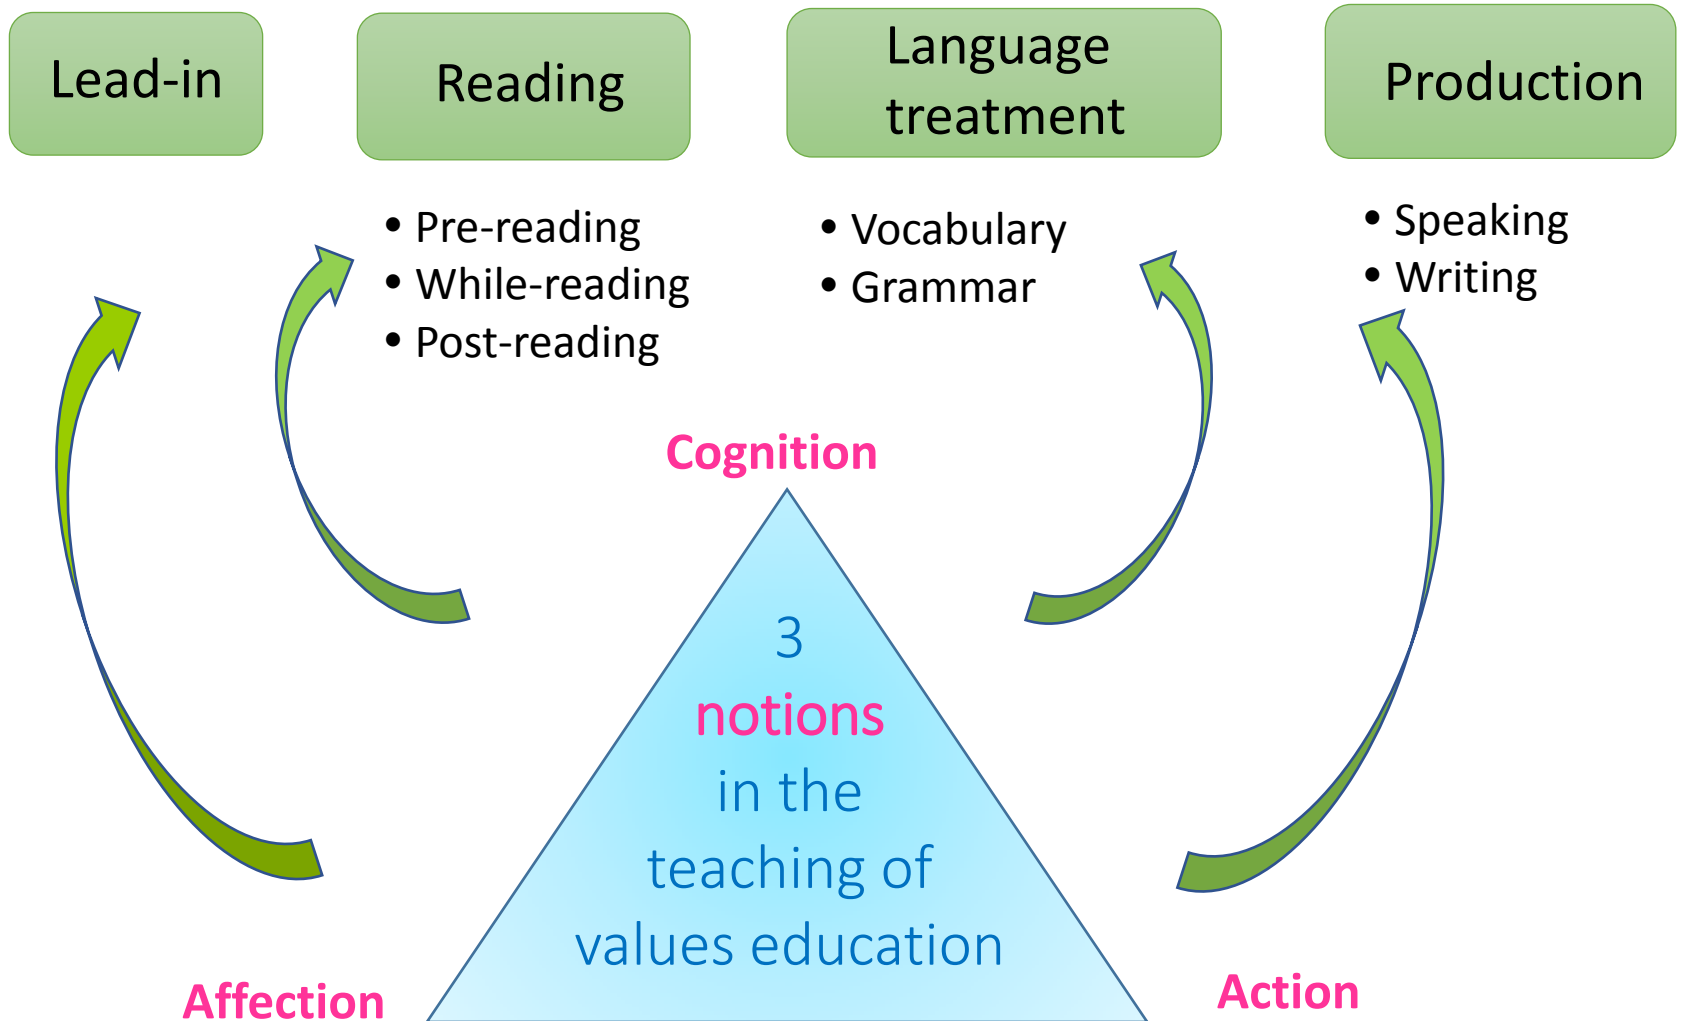 Lead-in
Reading
Language
treatment
Production
• Pre-reading
• While-reading
• Post-reading
• Vocabulary
• Grammar
• Speaking
• Writing
Cognition
3
notions
in the
teaching of
values education
Affection
Action